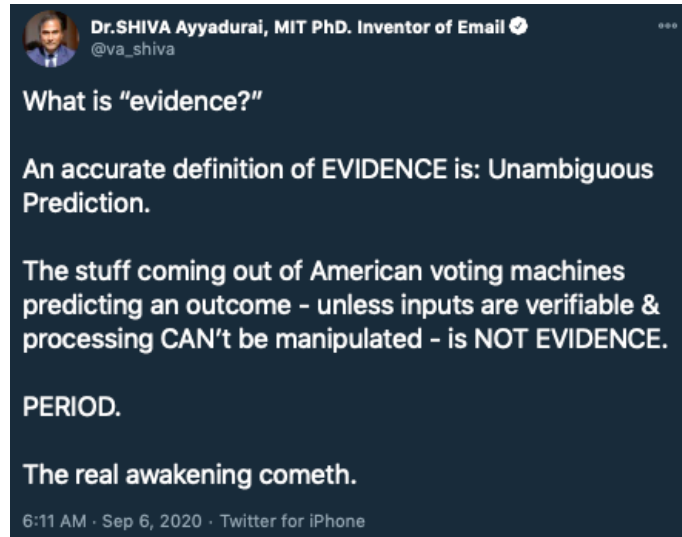 Dr.SHIVA Ayyadurai, MIT PhD. Inventor of Email
@va_shiva
What is “evidence?”
An accurate definition of EVIDENCE is: Unambiguous
Prediction.
The stuff coming out of American voting machines
predicting an outcome - unless inputs are verifiable &
processing CAN’t be manipulated - is NOT EVIDENCE.
PERIOD.
The real awakening cometh.
6:11 AM · Sep 6, 2020 · Twitter for iPhone